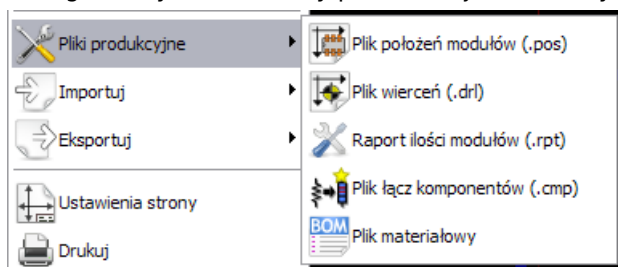 Pliki produkcyjne
Importuj
Eksportuj
Ustawienia strony
Drukuj
Plik położeń modułów (.pos)
Plik wierceń (.drl)
Raport ilości modułów (.rpt)
Plik łącz komponentów (.cmp)
BOM
Plik materiałowy